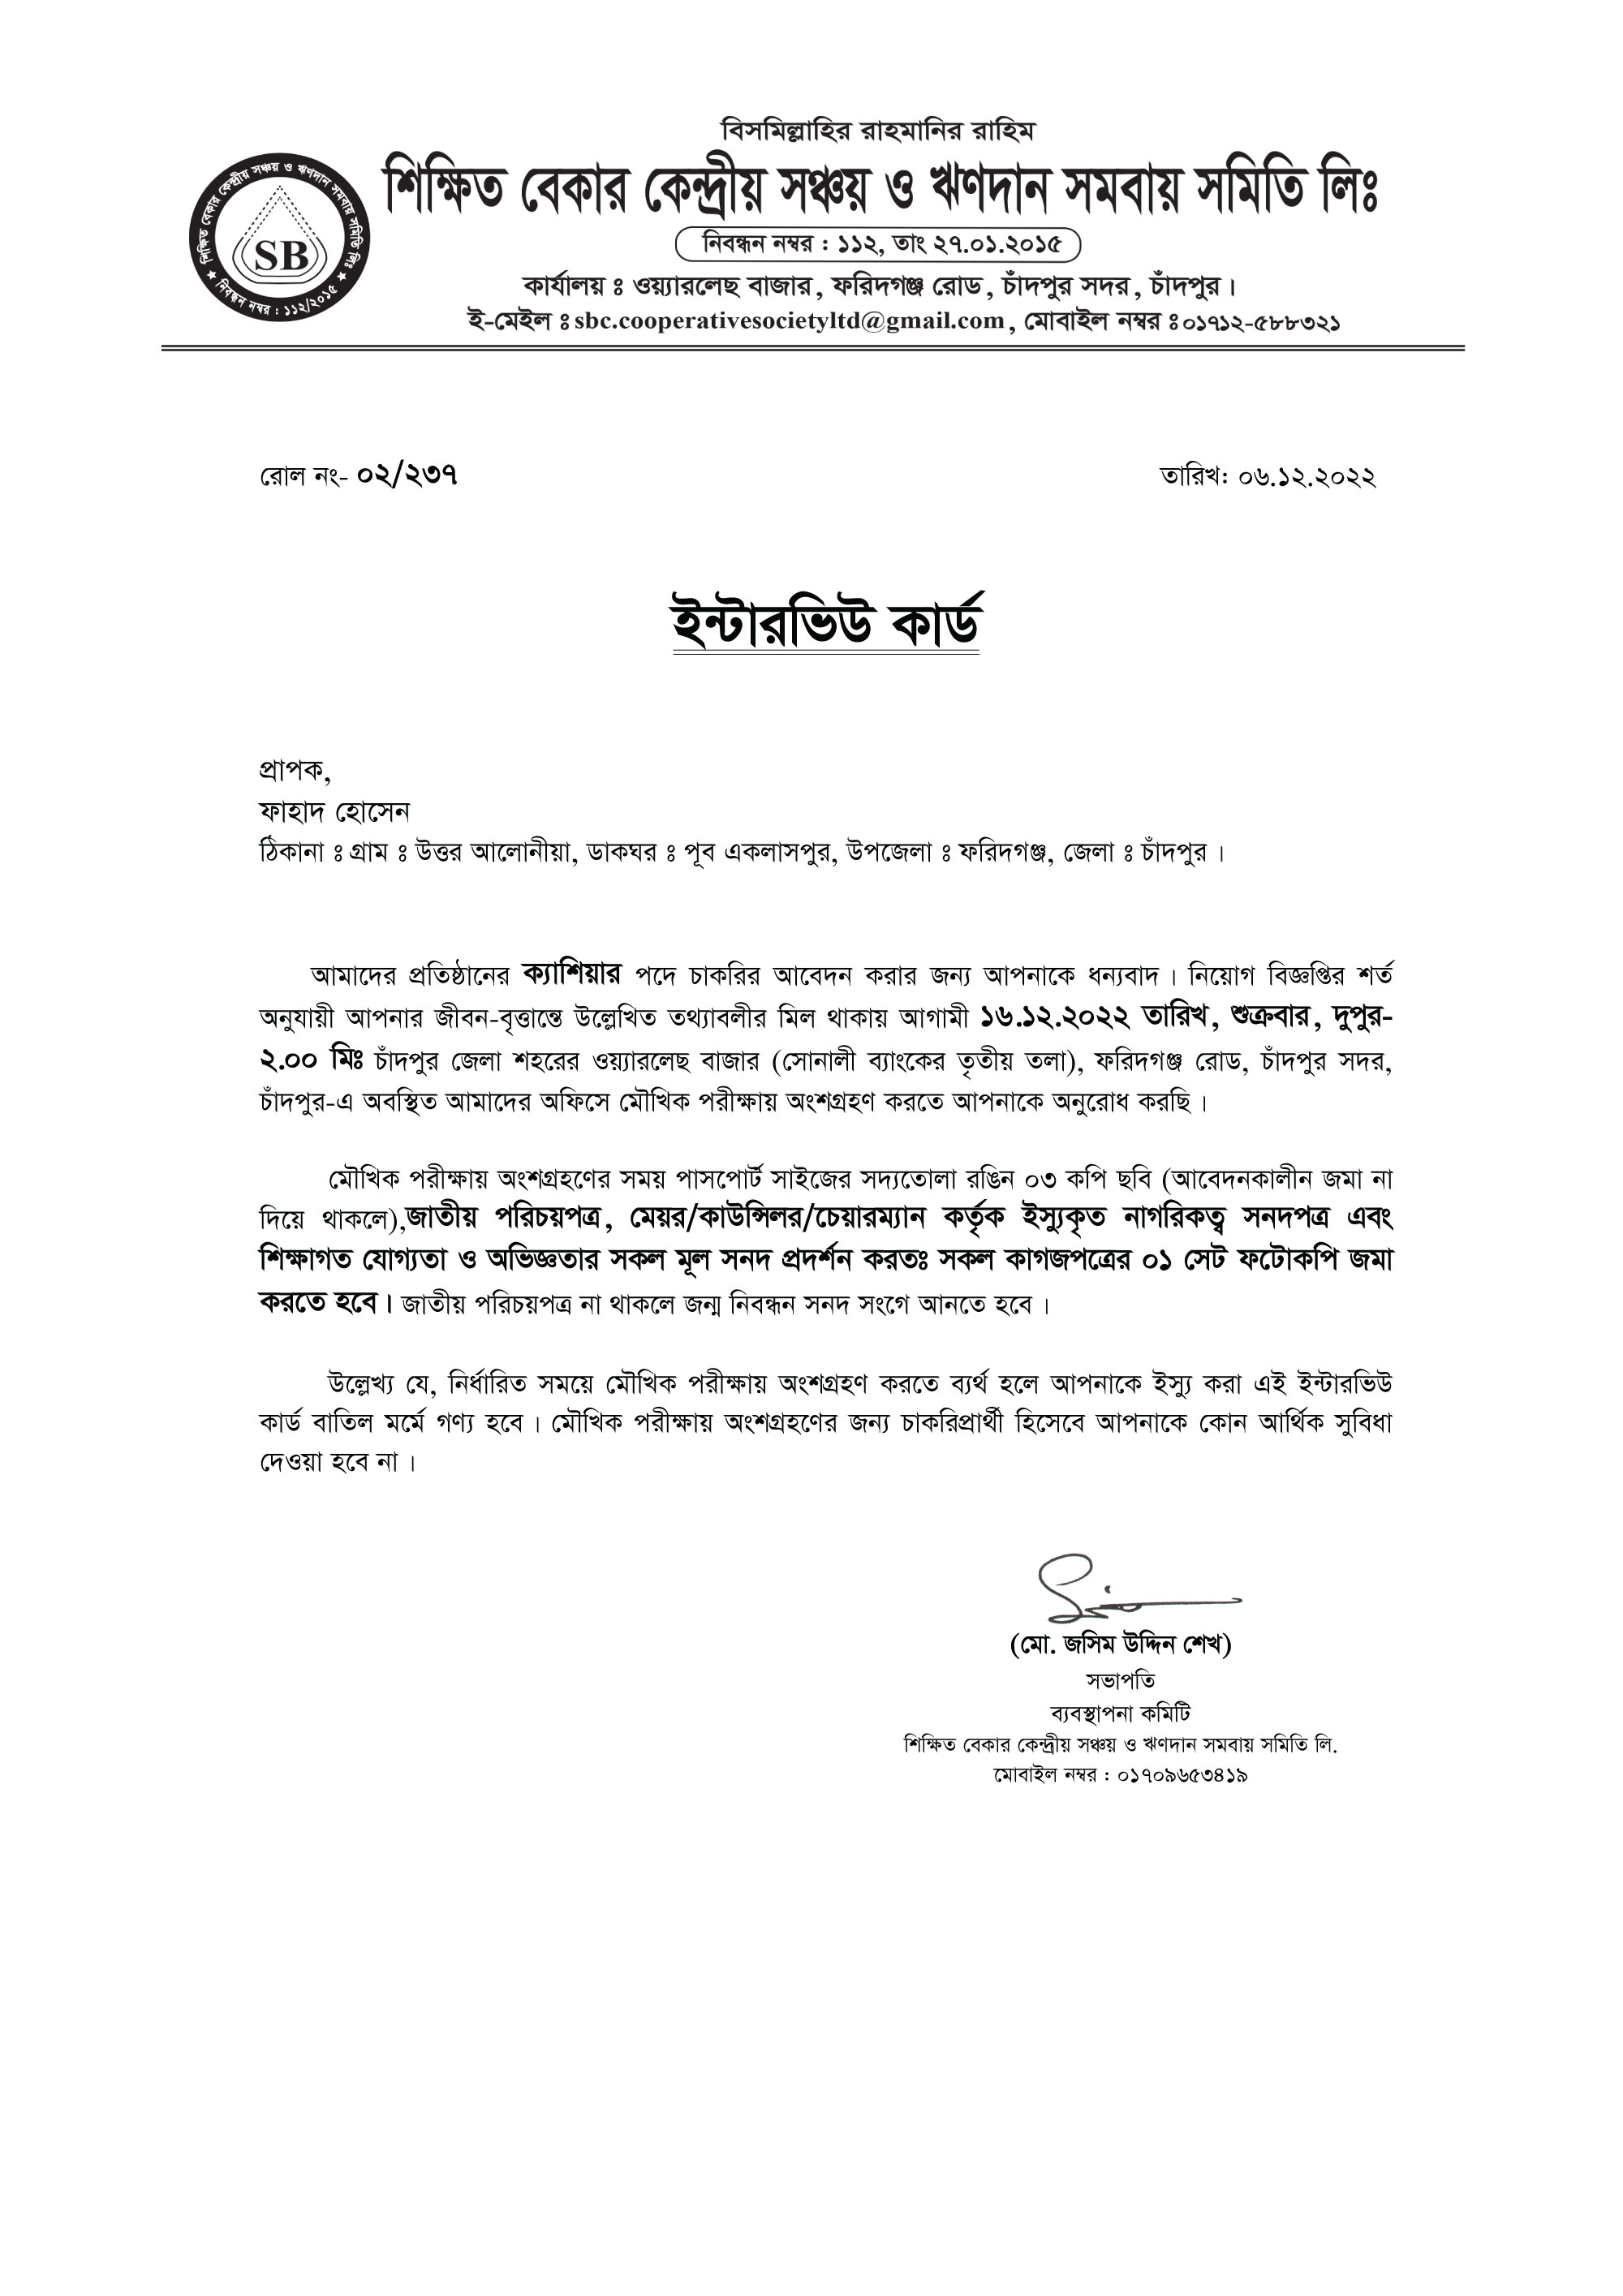 বিসমিল্লাহির রাহমানির রাহিম
শিক্ষিত বেকার কেন্দ্রীয় সঞ্চয় ও ঋণদান সমবায় সমিতি লিঃ
নিবন্ধন নম্বর : ১১২, তাং ২৭.০১.২০১৫
কার্যালয় ঃ ওয়্যারলেছ বাজার, ফরিদগঞ্জ রোড, চাঁদপুর সদর, চাঁদপুর।
ই-মেইল ঃ sbc.cooperativesocietyltd@gmail.com, মোবাইল নম্বর ঃ ০১৭১২-৫৮৮৩২১
শিক্ষিত বেকার কেন্দ্রীয় সঞ্চয় ও ঋণদান সমবায় সমিতি লিঃ
SB
★ নিবন্ধন নম্বর : ১১২/২০১৫ ★
রোল নং- ০২/২৩৭ তারিখ: ০৬.১২.২০২২
ইন্টারভিউ কার্ড
প্রাপক,
ফাহাদ হোসেন
ঠিকানা ঃ গ্রাম ঃ উত্তর আলোনীয়া, ডাকঘর ঃ পূব একলাসপুর, উপজেলা ঃ ফরিদগঞ্জ, জেলা ঃ চাঁদপুর ।
আমাদের প্রতিষ্ঠানের ক্যাশিয়ার পদে চাকরির আবেদন করার জন্য আপনাকে ধন্যবাদ । নিয়োগ বিজ্ঞপ্তির শর্ত
অনুযায়ী আপনার জীবন-বৃত্তান্তে উল্লেখিত তথ্যাবলীর মিল থাকায় আগামী ১৬.১২.২০২২ তারিখ, শুক্রবার, দুপুর-
২.০০ মিঃ চাঁদপুর জেলা শহরের ওয়্যারলেছ বাজার (সোনালী ব্যাংকের তৃতীয় তলা), ফরিদগঞ্জ রোড, চাঁদপুর সদর,
চাঁদপুর-এ অবস্থিত আমাদের অফিসে মৌখিক পরীক্ষায় অংশগ্রহণ করতে আপনাকে অনুরোধ করছি ।
মৌখিক পরীক্ষায় অংশগ্রহণের সময় পাসপোর্ট সাইজের সদ্যতোলা রঙিন ০৩ কপি ছবি (আবেদনকালীন জমা না
দিয়ে থাকলে),জাতীয় পরিচয়পত্র, মেয়র/কাউন্সিলর/চেয়ারম্যান কর্তৃক ইস্যুকৃত নাগরিকত্ব সনদপত্র এবং
শিক্ষাগত যোগ্যতা ও অভিজ্ঞতার সকল মূল সনদ প্রদর্শন করতঃ সকল কাগজপত্রের ০১ সেট ফটোকপি জমা
করতে হবে। জাতীয় পরিচয়পত্র না থাকলে জন্ম নিবন্ধন সনদ সংগে আনতে হবে ।
উল্লেখ্য যে, নির্ধারিত সময়ে মৌখিক পরীক্ষায় অংশগ্রহণ করতে ব্যর্থ হলে আপনাকে ইস্যু করা এই ইন্টারভিউ
কার্ড বাতিল মর্মে গণ্য হবে । মৌখিক পরীক্ষায় অংশগ্রহণের জন্য চাকরিপ্রার্থী হিসেবে আপনাকে কোন আর্থিক সুবিধা
দেওয়া হবে না ।
(মো. জসিম উদ্দিন শেখ)
সভাপতি
ব্যবস্থাপনা কমিটি
শিক্ষিত বেকার কেন্দ্রীয় সঞ্চয় ও ঋণদান সমবায় সমিতি লি.
মোবাইল নম্বর : ০১৭০৯৬৫৩৪১৯